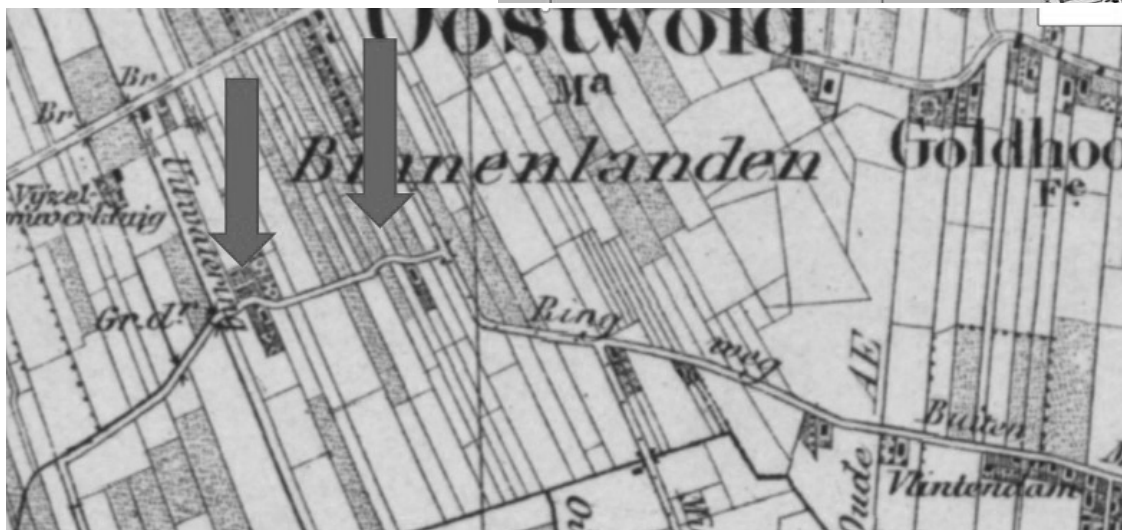 Oostwold
Ma
Br.
Br.
Binnenlanden
Goldhoo
Fe
Vijzel
Uitwatering
Gr. dr
Ring
weg
Oude AE
Buiten
Vlintendam
M